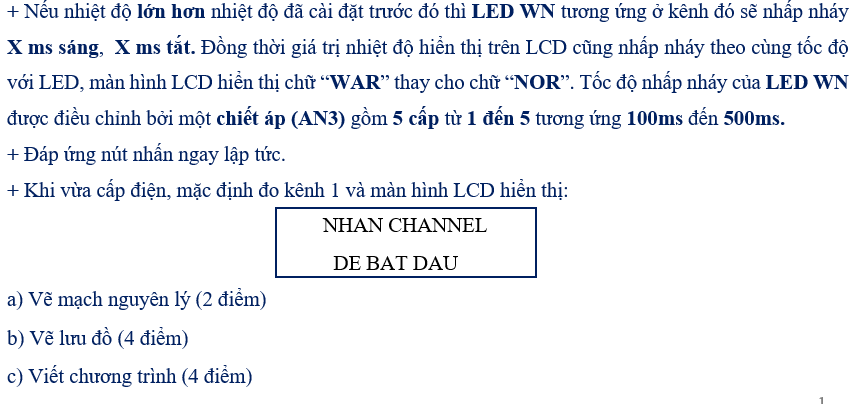 + Nếu nhiệt độ lớn hơn nhiệt độ đã cài đặt trước đó thì LED WN tương ứng ở kênh đó sẽ nhấp nháy
X ms sáng, X ms tắt. Đồng thời giá trị nhiệt độ hiển thị trên LCD cũng nhấp nháy theo cùng tốc độ
với LED, màn hình LCD hiển thị chữ “WAR” thay cho chữ “NOR”. Tốc độ nhấp nháy của LED WN
được điều chỉnh bởi một chiết áp (AN3) gồm 5 cấp từ 1 đến 5 tương ứng 100ms đến 500ms.
+ Đáp ứng nút nhấn ngay lập tức.
+ Khi vừa cấp điện, mặc định đo kênh 1 và màn hình LCD hiển thị:
NHAN CHANNEL
DE BAT DAU
a) Vẽ mạch nguyên lý (2 điểm)
b) Vẽ lưu đồ (4 điểm)
c) Viết chương trình (4 điểm)
1